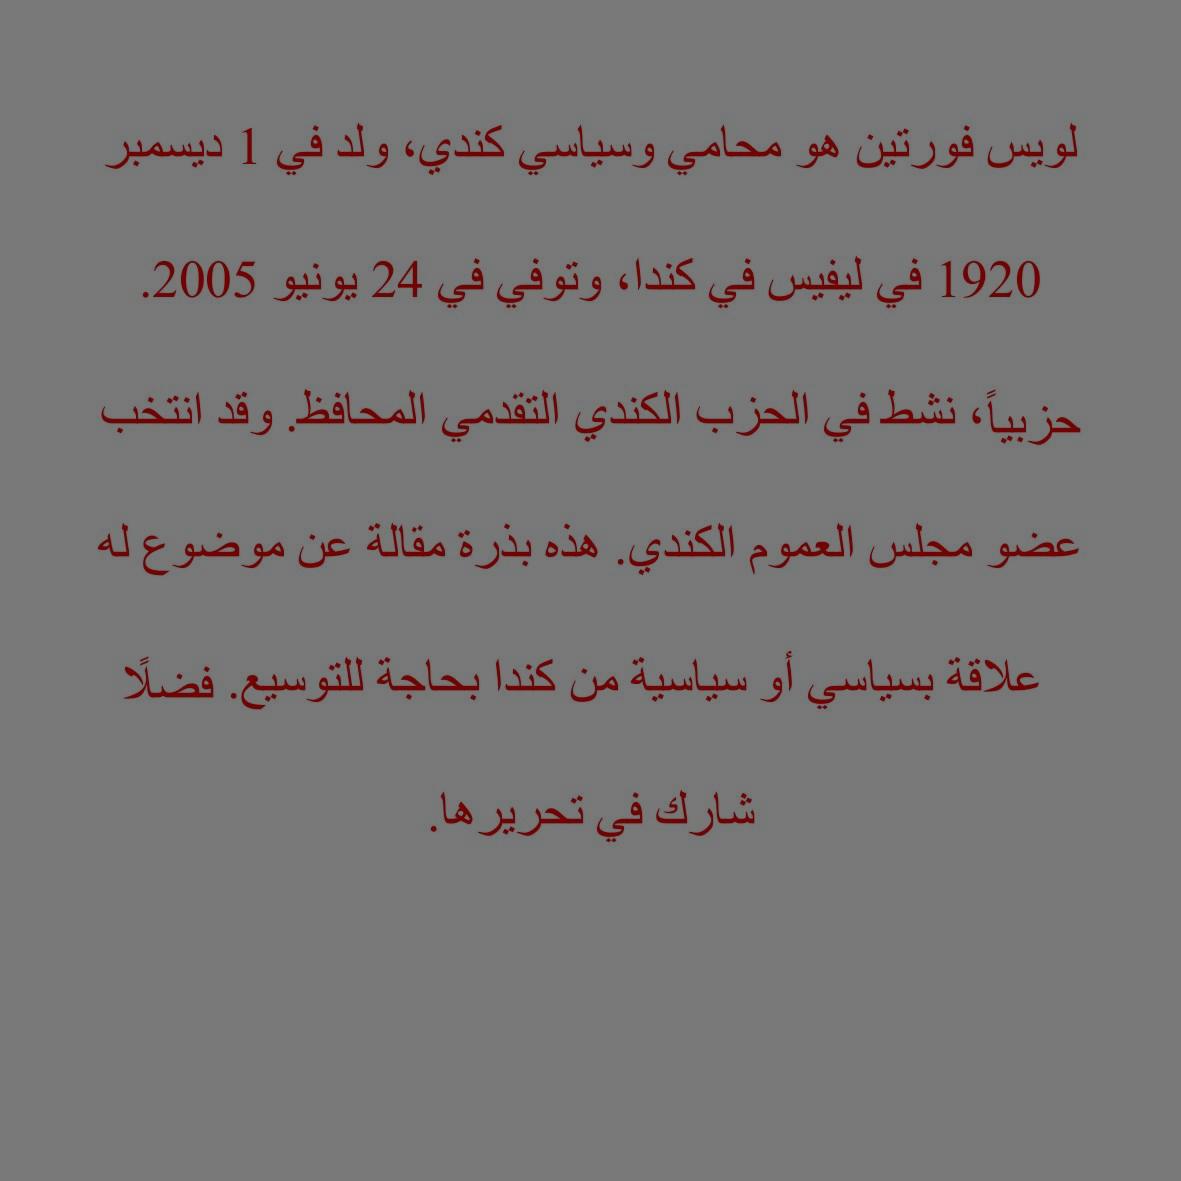 لويس فورتين هو محامي وسياسي كندي، ولد في 1 ديسمبر
1920 في ليفيس في كندا، وتوفي في 24 يونيو 2005.
حزبياً، نشط في الحزب الكندي التقدمي المحافظ. وقد انتخب
عضو مجلس العموم الكندي. هذه بذرة مقالة عن موضوع له
علاقة بسياسي أو سياسية من كندا بحاجة للتوسيع. فضلًا
شارك في تحريرها.